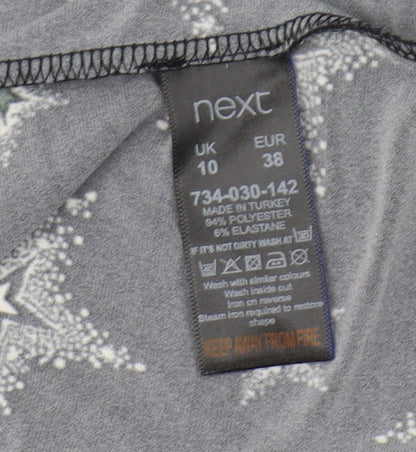 next
UK EUR
10 38
734-030-142
MADE IN TURKEY
94% POLYESTER
6% ELASTANE
IF IT'S NOT DIRTY WASH AT
Wash with similar colours
Wash inside out
Iron on reverse
Steam iron required to restore
shape
KEEP AWAY FROM FIRE